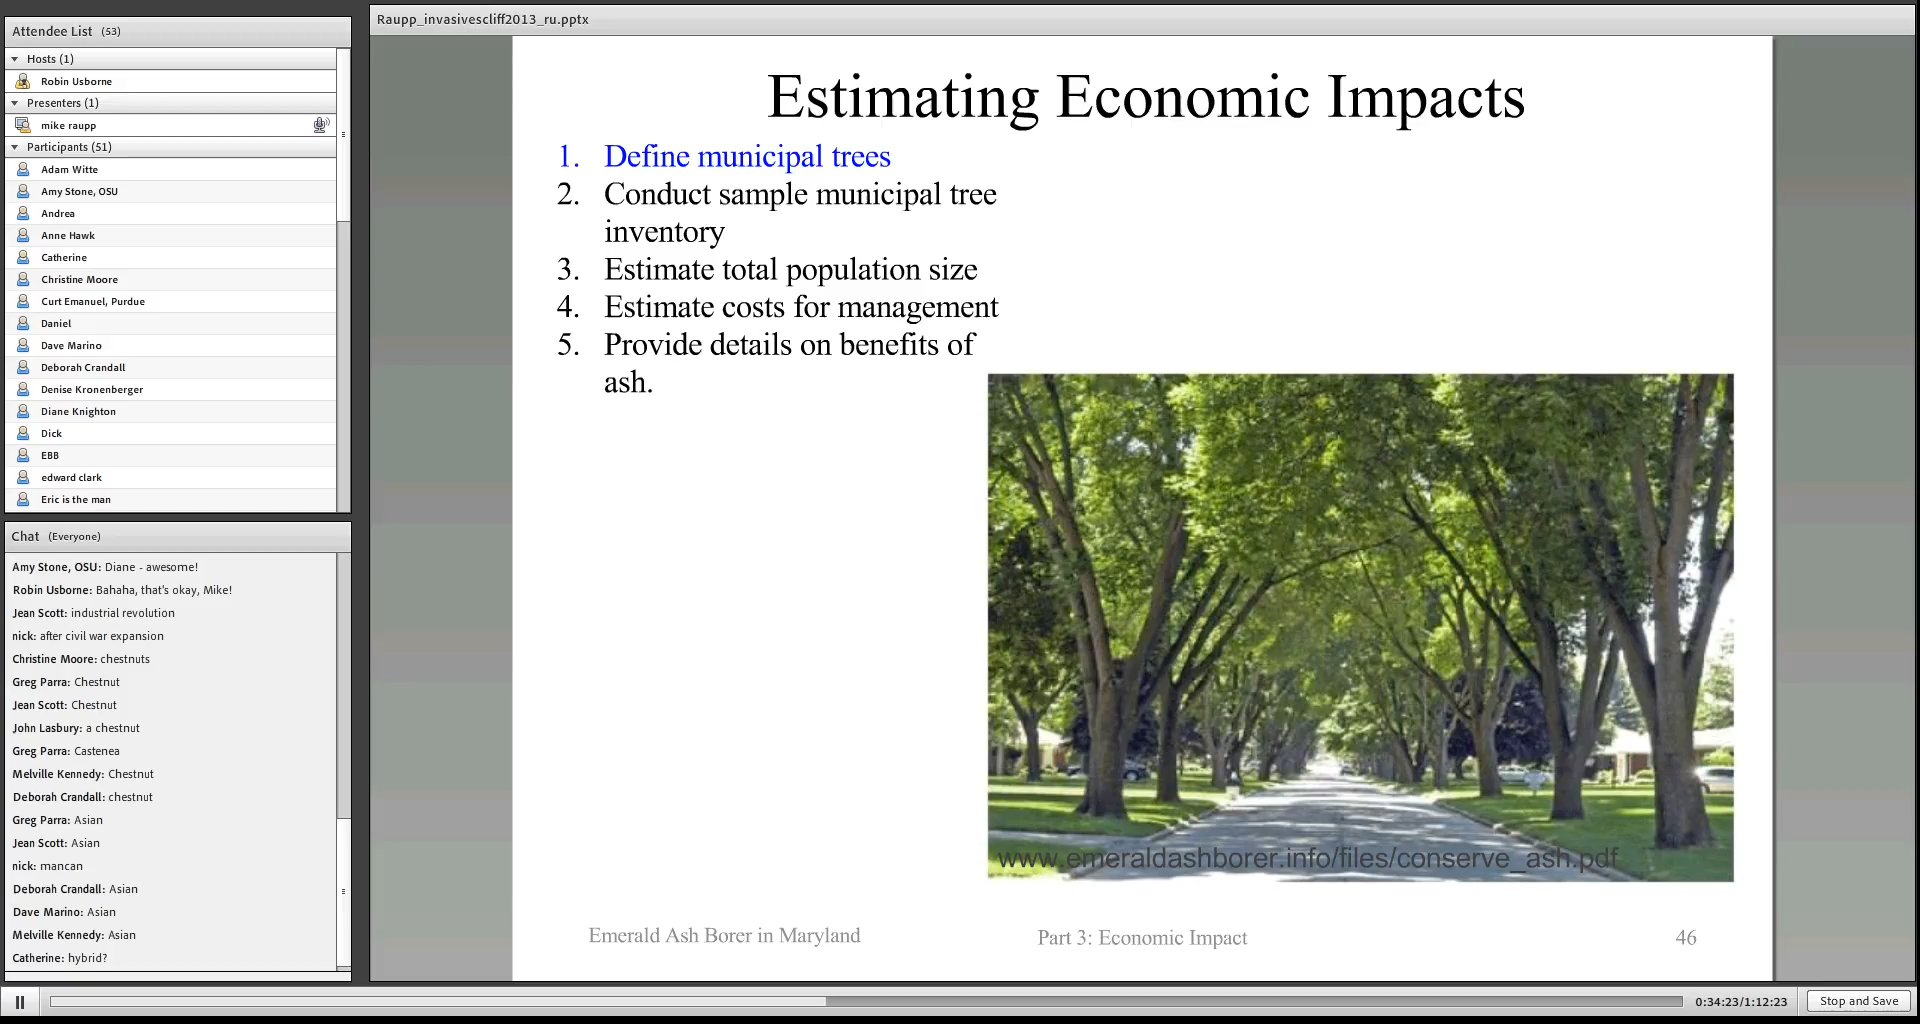 Attendee List (53)
Hosts (1)
Robin Usborne
Presenters (1)
mike raupp
Participants (51)
Adam Witte
Amy Stone, OSU
Andrea
Anne Hawk
Catherine
Christine Moore
Curt Emanuel, Purdue
Daniel
Dave Marino
Deborah Crandall
Denise Kronenberger
Diane Knighton
Dick
EBB
edward clark
Eric is the man
Chat (Everyone)
Amy Stone, OSU: Diane - awesome!
Robin Usborne: Bahaha, that's okay, Mike!
Jean Scott: industrial revolution
nick: after civil war expansion
Christine Moore: chestnuts
Greg Parra: Chestnut
Jean Scott: Chestnut
John Lasbury: a chestnut
Greg Parra: Castenea
Melville Kennedy: Chestnut
Deborah Crandall: chestnut
Greg Parra: Asian
Jean Scott: Asian
nick: mancan
Deborah Crandall: Asian
Dave Marino: Asian
Melville Kennedy: Asian
Catherine: hybrid?
Raupp_invasivescliff2013_ru.pptx
Estimating Economic Impacts
1. Define municipal trees
2. Conduct sample municipal tree
inventory
3. Estimate total population size
4. Estimate costs for management
5. Provide details on benefits of
ash.
www.emeraldashborer.info/files/conserve_ash.pdf
Emerald Ash Borer in Maryland
Part 3: Economic Impact
46
0:34:23/1:12:23
Stop and Save